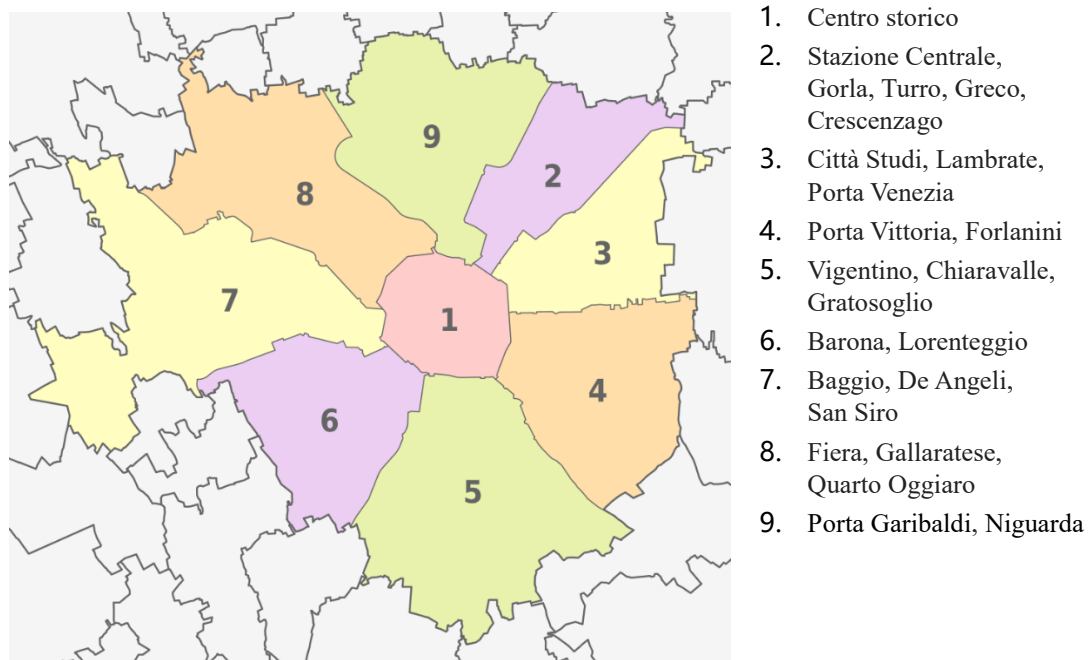 1. Centro storico
2. Stazione Centrale,
Gorla, Turro, Greco,
Crescenzago
3. Città Studi, Lambrate,
Porta Venezia
4. Porta Vittoria, Forlanini
5. Vigentino, Chiaravalle,
Gratosoglio
6. Barona, Lorenteggio
7. Baggio, De Angeli,
San Siro
8. Fiera, Gallaratese,
Quarto Oggiaro
9. Porta Garibaldi, Niguarda
9
2
8
3
7
1
4
6
5